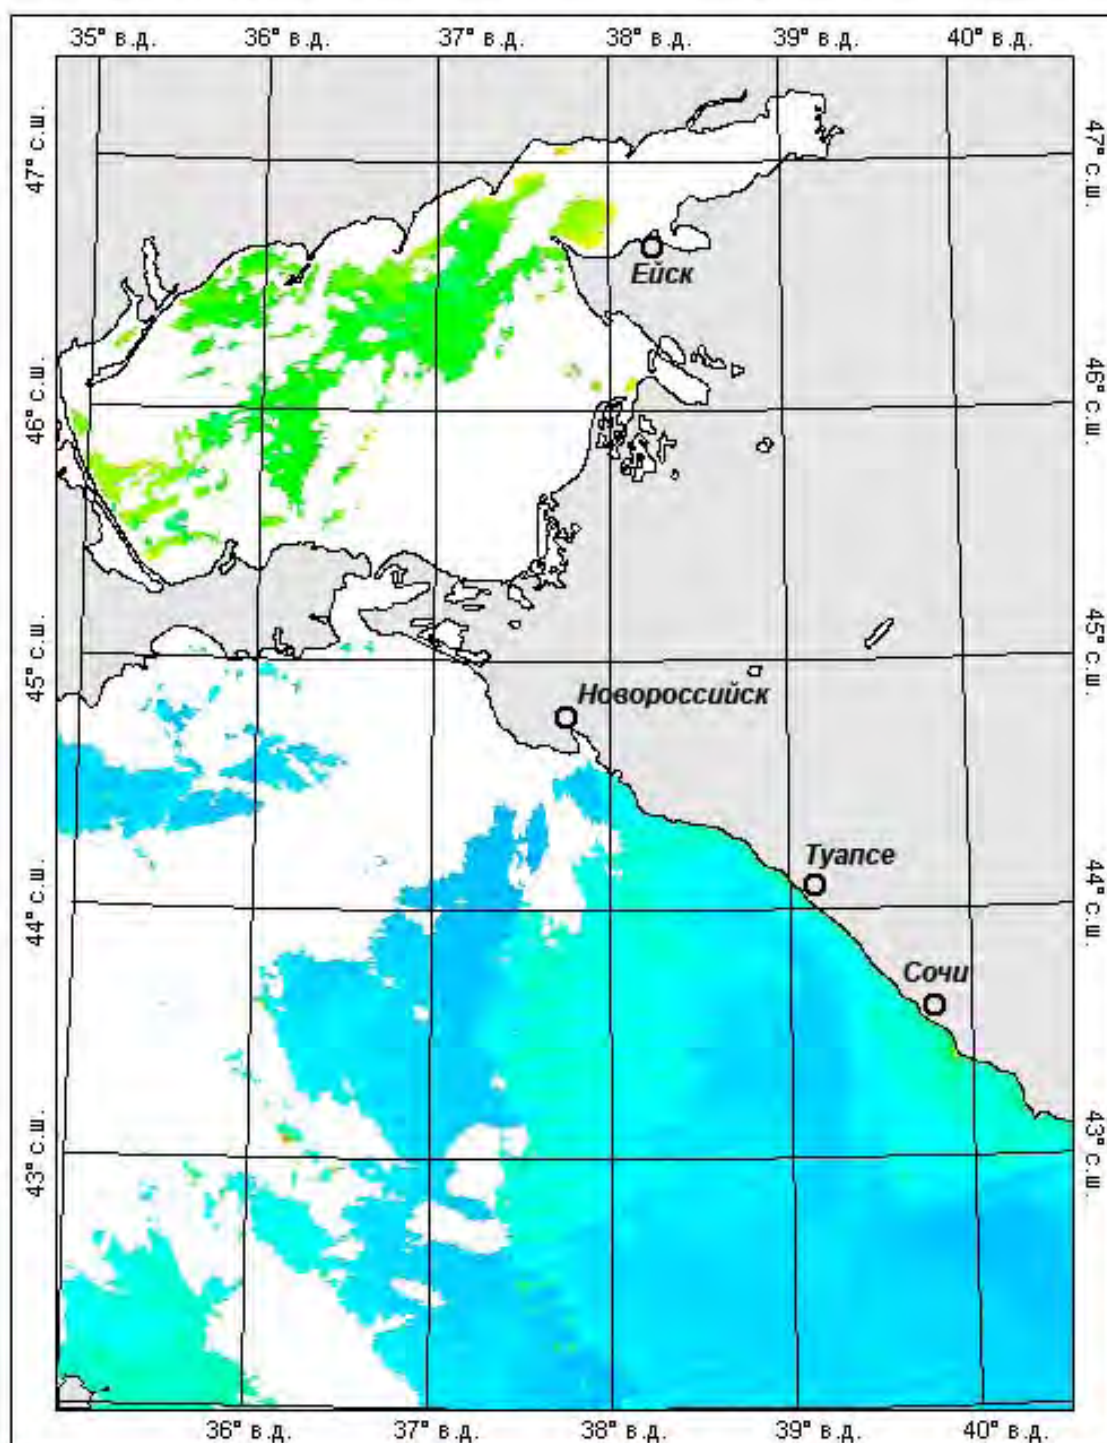 35° в.д. 36° в.д. 37° в.д. 38° в.д. 39° в.д. 40° в.д.
47° с.ш.
47° с.ш.
Ейск
46° с.ш.
46° с.ш.
45° с.ш.
45° с.ш.
Новороссийск
Туапсе
44° с.ш.
44° с.ш.
Сочи
43° с.ш.
43° с.ш.
36° в.д. 37° в.д. 38° в.д. 39° в.д. 40° в.д.